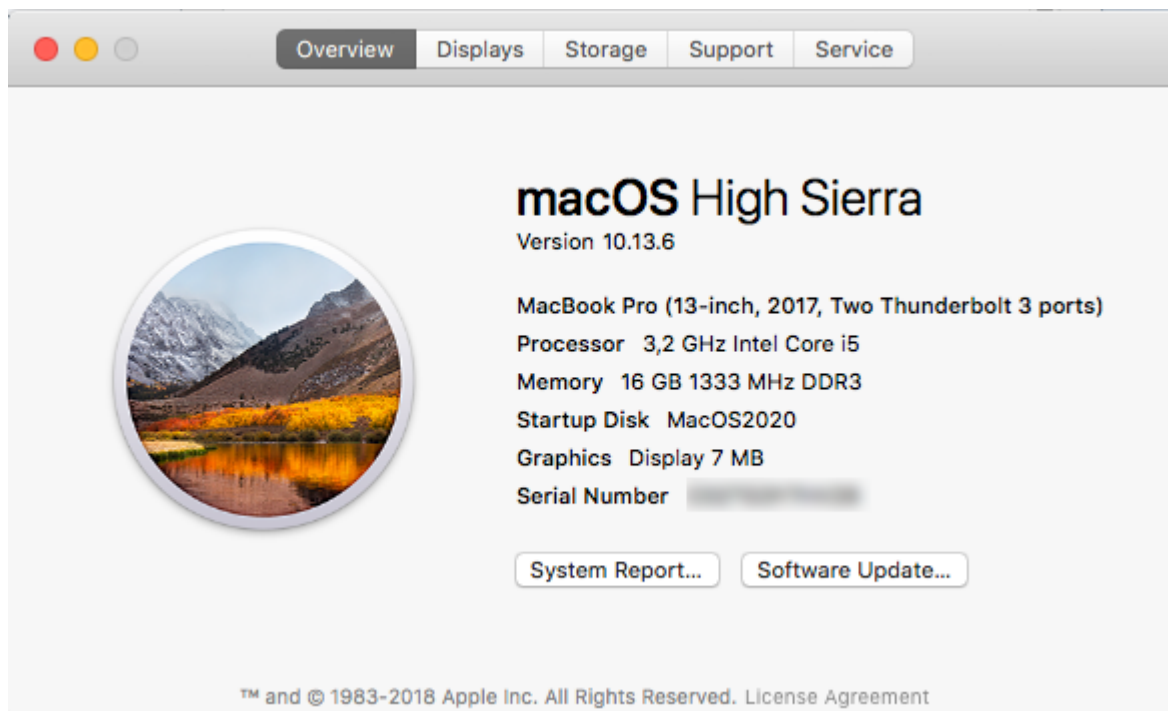 Overview Displays Storage Support Service
macOS High Sierra
Version 10.13.6
MacBook Pro (13-inch, 2017, Two Thunderbolt 3 ports)
Processor 3,2 GHz Intel Core i5
Memory 16 GB 1333 MHz DDR3
Startup Disk MacOS2020
Graphics Display 7 MB
Serial Number
System Report... Software Update...
™ and © 1983-2018 Apple Inc. All Rights Reserved. License Agreement